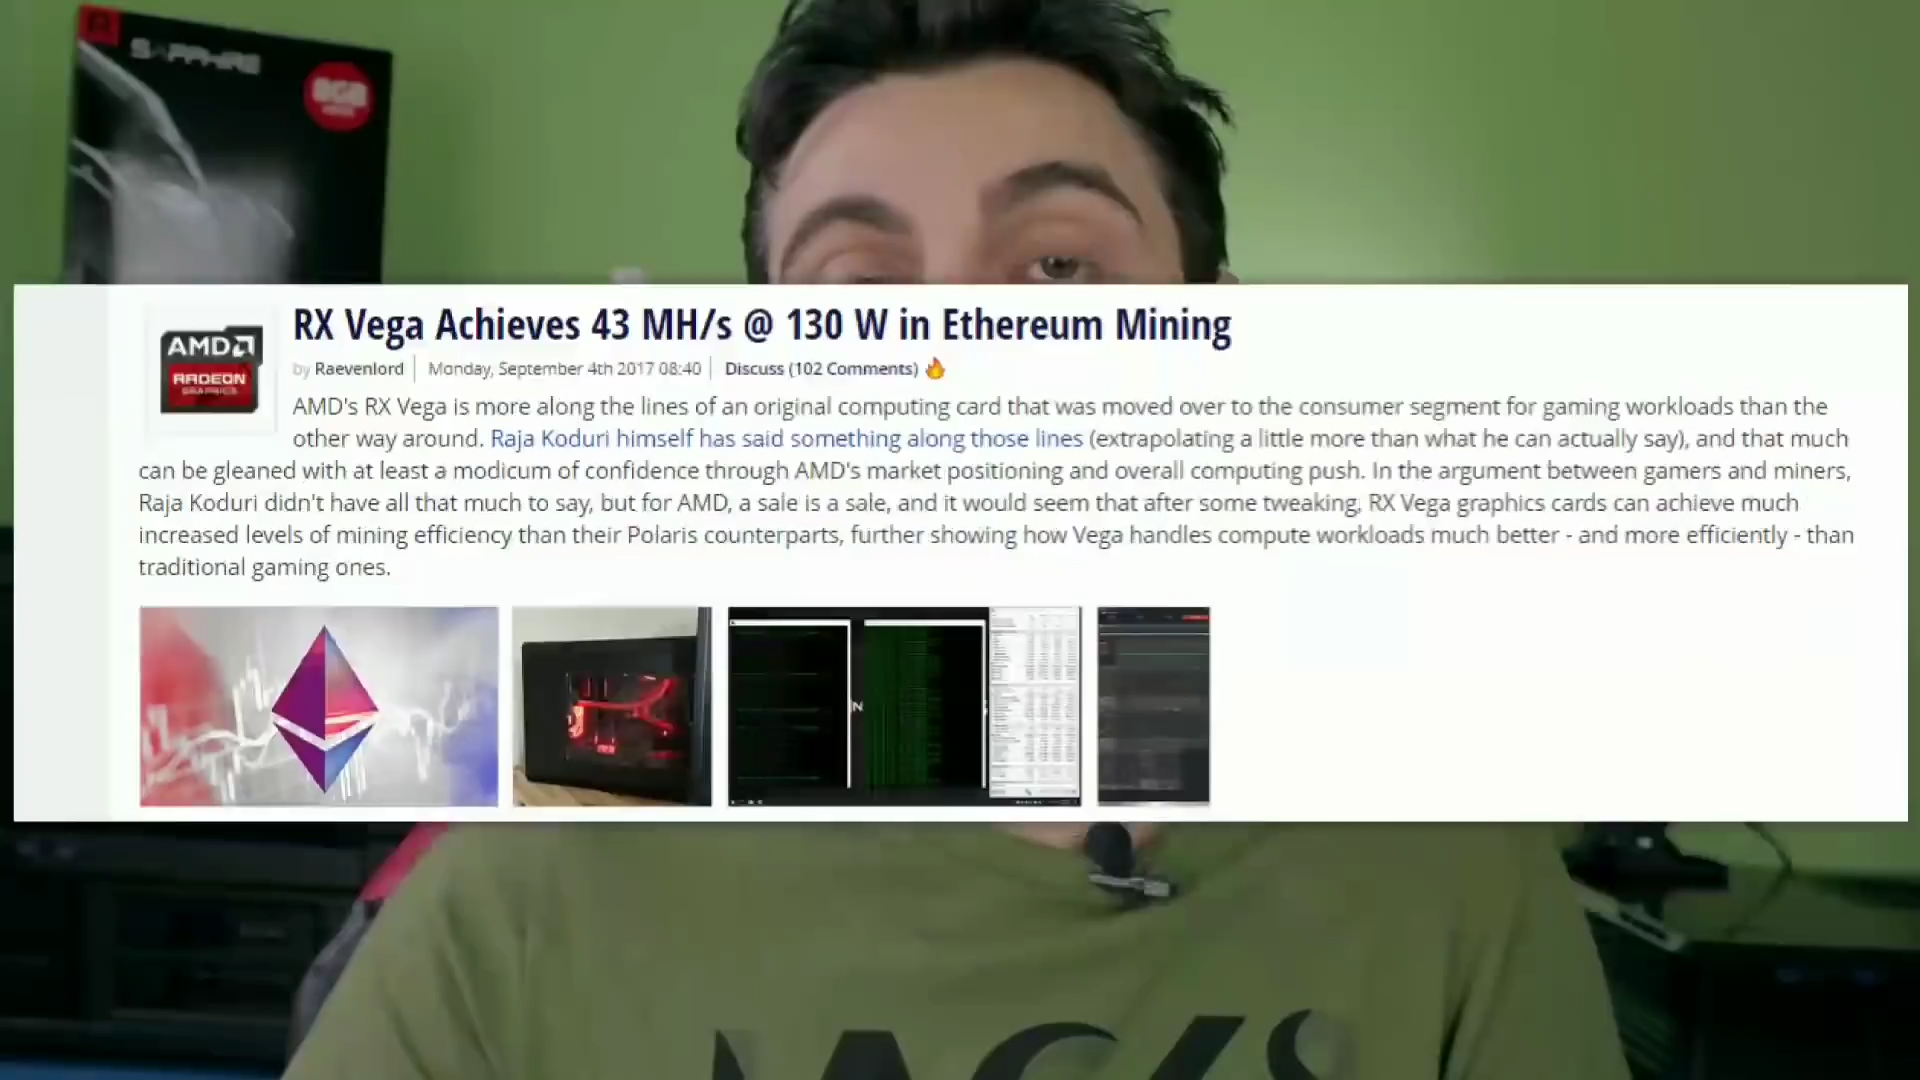 SAPPHIRE
8GB
RX Vega Achieves 43 MH/s @ 130 W in Ethereum Mining
AMD
RADEON
GRAPHICS
by Raevenlord | Monday, September 4th 2017 08:40 | Discuss (102 Comments)
AMD's RX Vega is more along the lines of an original computing card that was moved over to the consumer segment for gaming workloads than the
other way around. Raja Koduri himself has said something along those lines (extrapolating a little more than what he can actually say), and that much
can be gleaned with at least a modicum of confidence through AMD's market positioning and overall computing push. In the argument between gamers and miners,
Raja Koduri didn't have all that much to say, but for AMD, a sale is a sale, and it would seem that after some tweaking, RX Vega graphics cards can achieve much
increased levels of mining efficiency than their Polaris counterparts, further showing how Vega handles compute workloads much better - and more efficiently - than
traditional gaming ones.